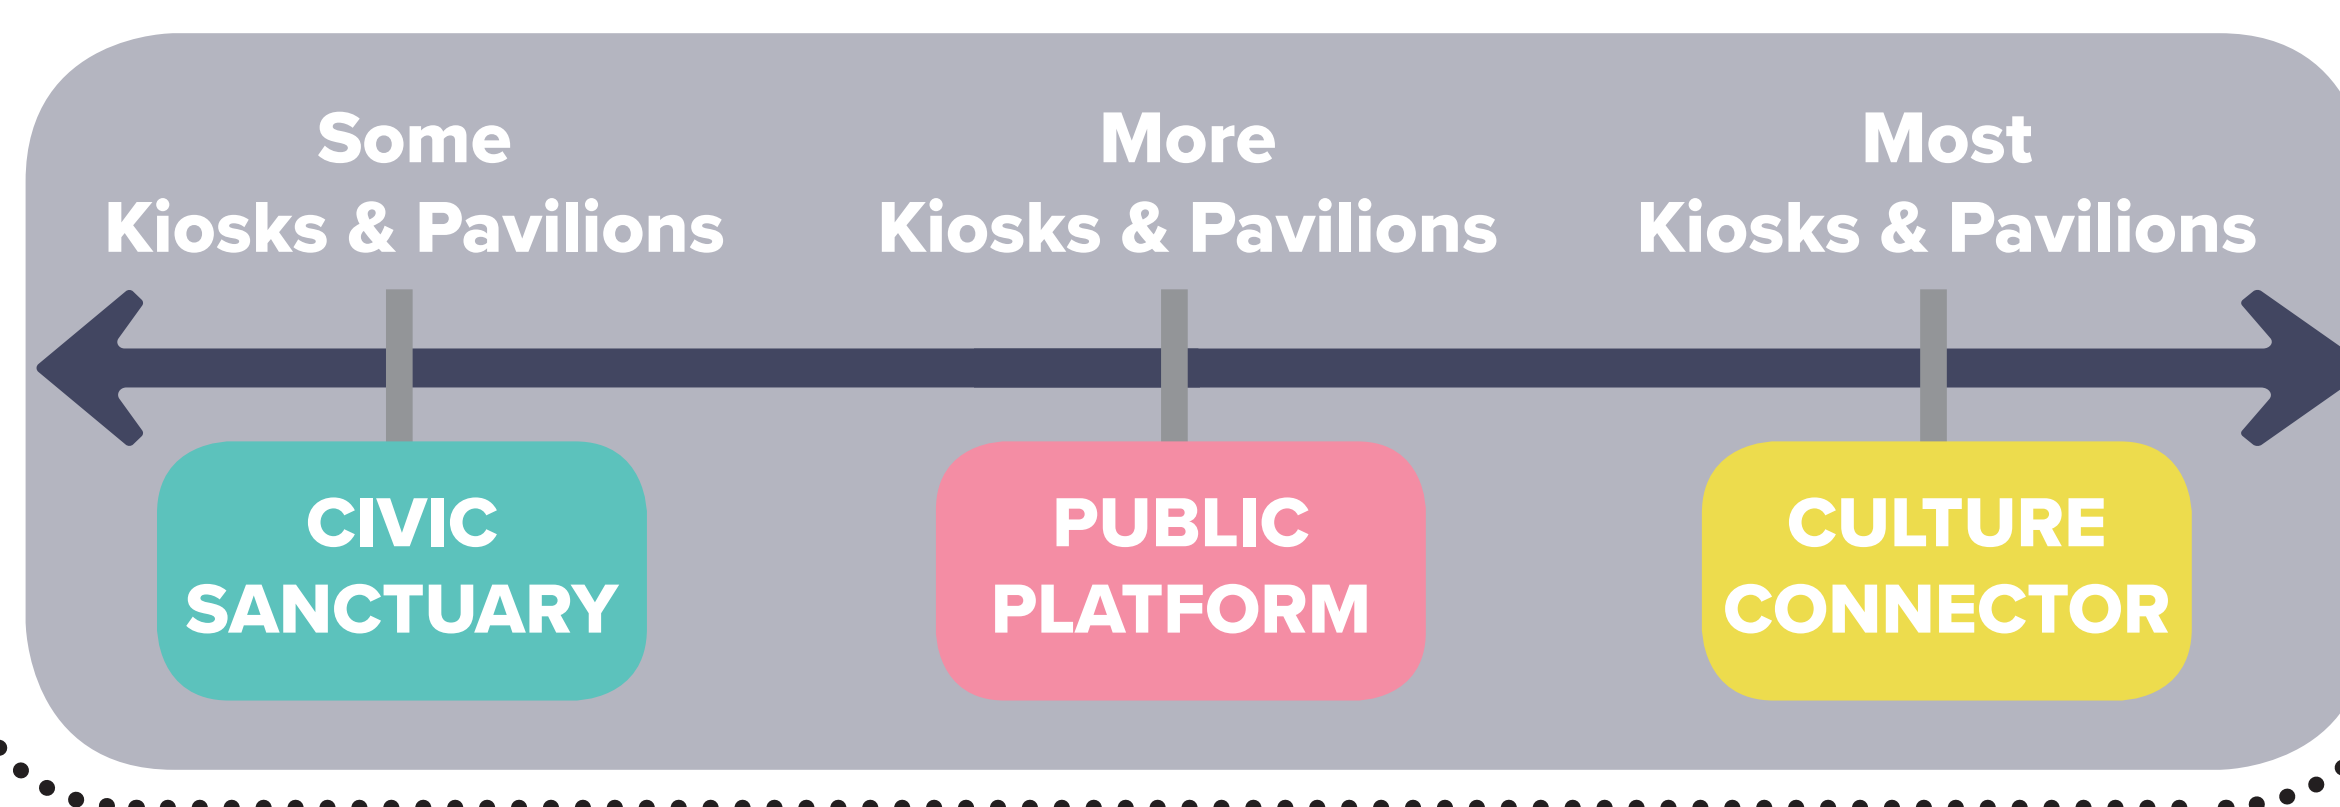 Some
Kiosks & Pavilions
More
Kiosks & Pavilions
Most
Kiosks & Pavilions
CIVIC
SANCTUARY
PUBLIC
PLATFORM
CULTURE
CONNECTOR